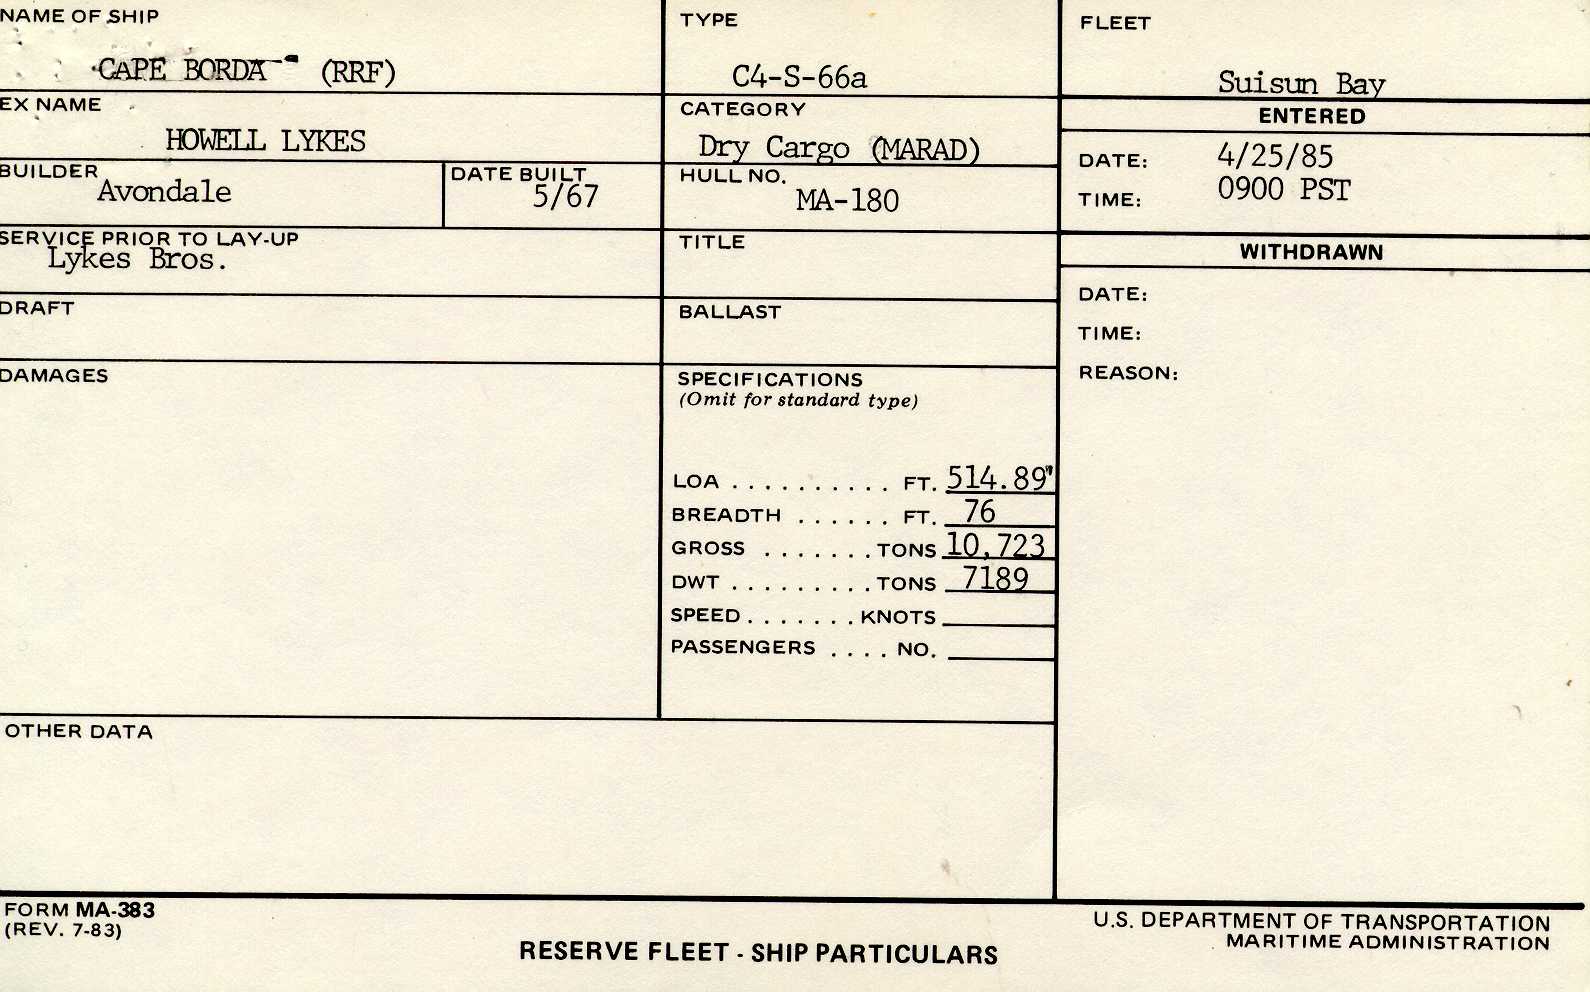 NAME OF SHIP
CAPE BORDA (RRF)
TYPE
C4-S-66a
FLEET
Suisun Bay
EX NAME
HOWELL LYKES
CATEGORY
Dry Cargo (MARAD)
ENTERED
DATE: 4/25/85
TIME: 0900 PST
BUILDER
Avondale
DATE BUILT
5/67
HULL NO.
MA-180
SERVICE PRIOR TO LAY-UP
Lykes Bros.
TITLE
WITHDRAWN
DATE:
TIME:
REASON:
DRAFT
BALLAST
DAMAGES
SPECIFICATIONS
(Omit for standard type)
LOA . . . . . . . . . . FT. 514.89"
BREADTH . . . . . . FT. 76
GROSS . . . . . . . TONS 10,723
DWT . . . . . . . . . TONS 7189
SPEED . . . . . . . KNOTS
PASSENGERS . . . . NO.
OTHER DATA
FORM MA-383
(REV. 7-83)
RESERVE FLEET - SHIP PARTICULARS
U.S. DEPARTMENT OF TRANSPORTATION
MARITIME ADMINISTRATION